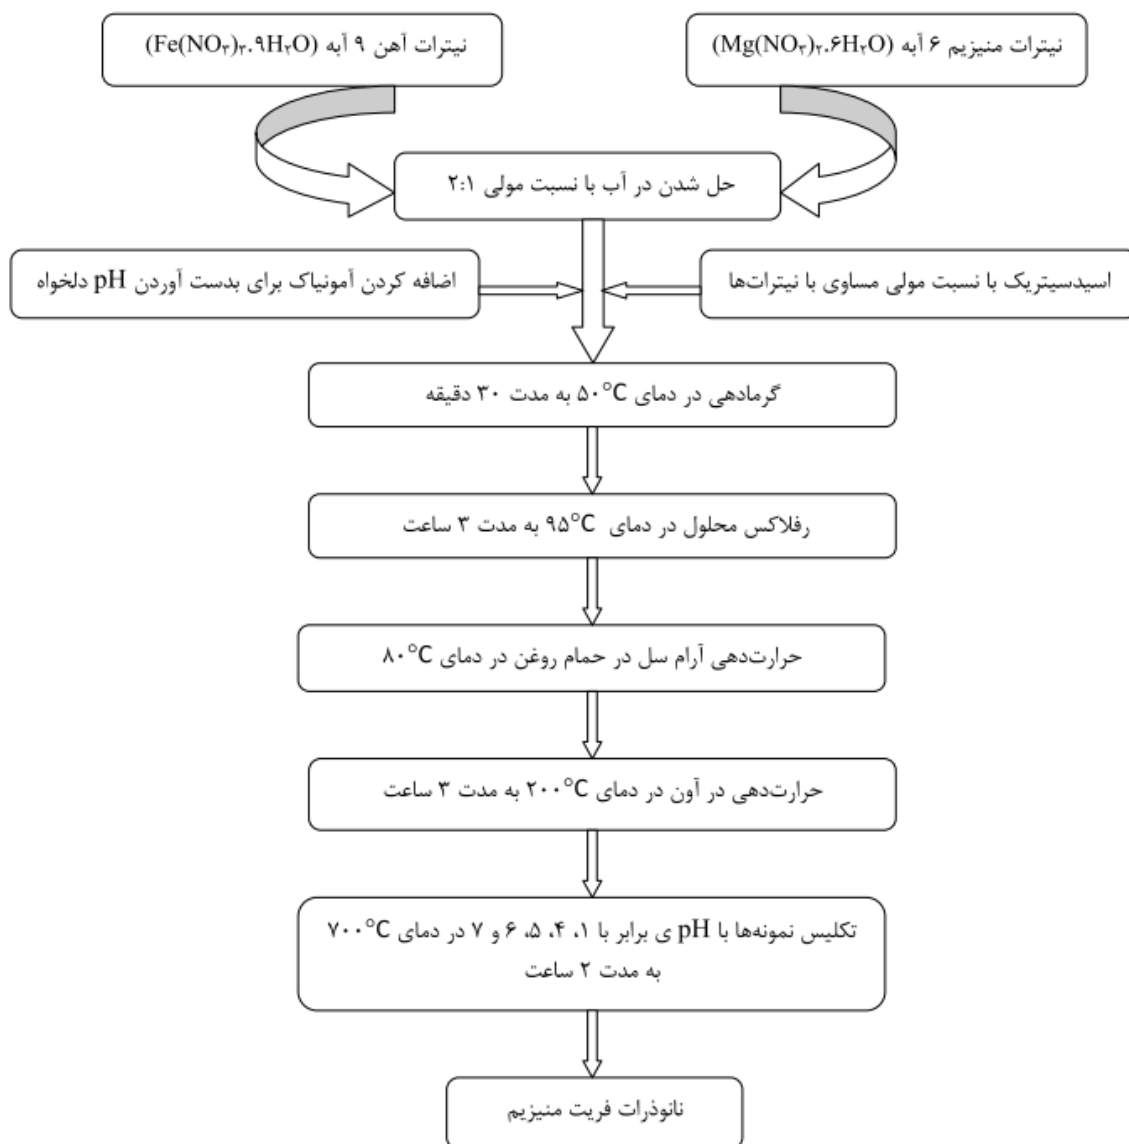 نیترات آهن ۹ آبه (Fe(NO۳)۳.۹H۲O)
نیترات منیزیم ۶ آبه (Mg(NO۳)۲.۶H۲O)
حل شدن در آب با نسبت مولی ۲:۱
اضافه کردن آمونیاک برای بدست آوردن pH دلخواه
اسیدسیتریک با نسبت مولی مساوی با نیترات‌ها
گرمادهی در دمای ۵۰°C به مدت ۳۰ دقیقه
رفلاکس محلول در دمای ۹۵°C به مدت ۳ ساعت
حرارت‌دهی آرام سل در حمام روغن در دمای ۸۰°C
حرارت‌دهی در آون در دمای ۲۰۰°C به مدت ۳ ساعت
تکلیس نمونه‌ها با pH ی برابر با ۱، ۴، ۵، ۶ و ۷ در دمای ۷۰۰°C
به مدت ۲ ساعت
نانوذرات فریت منیزیم